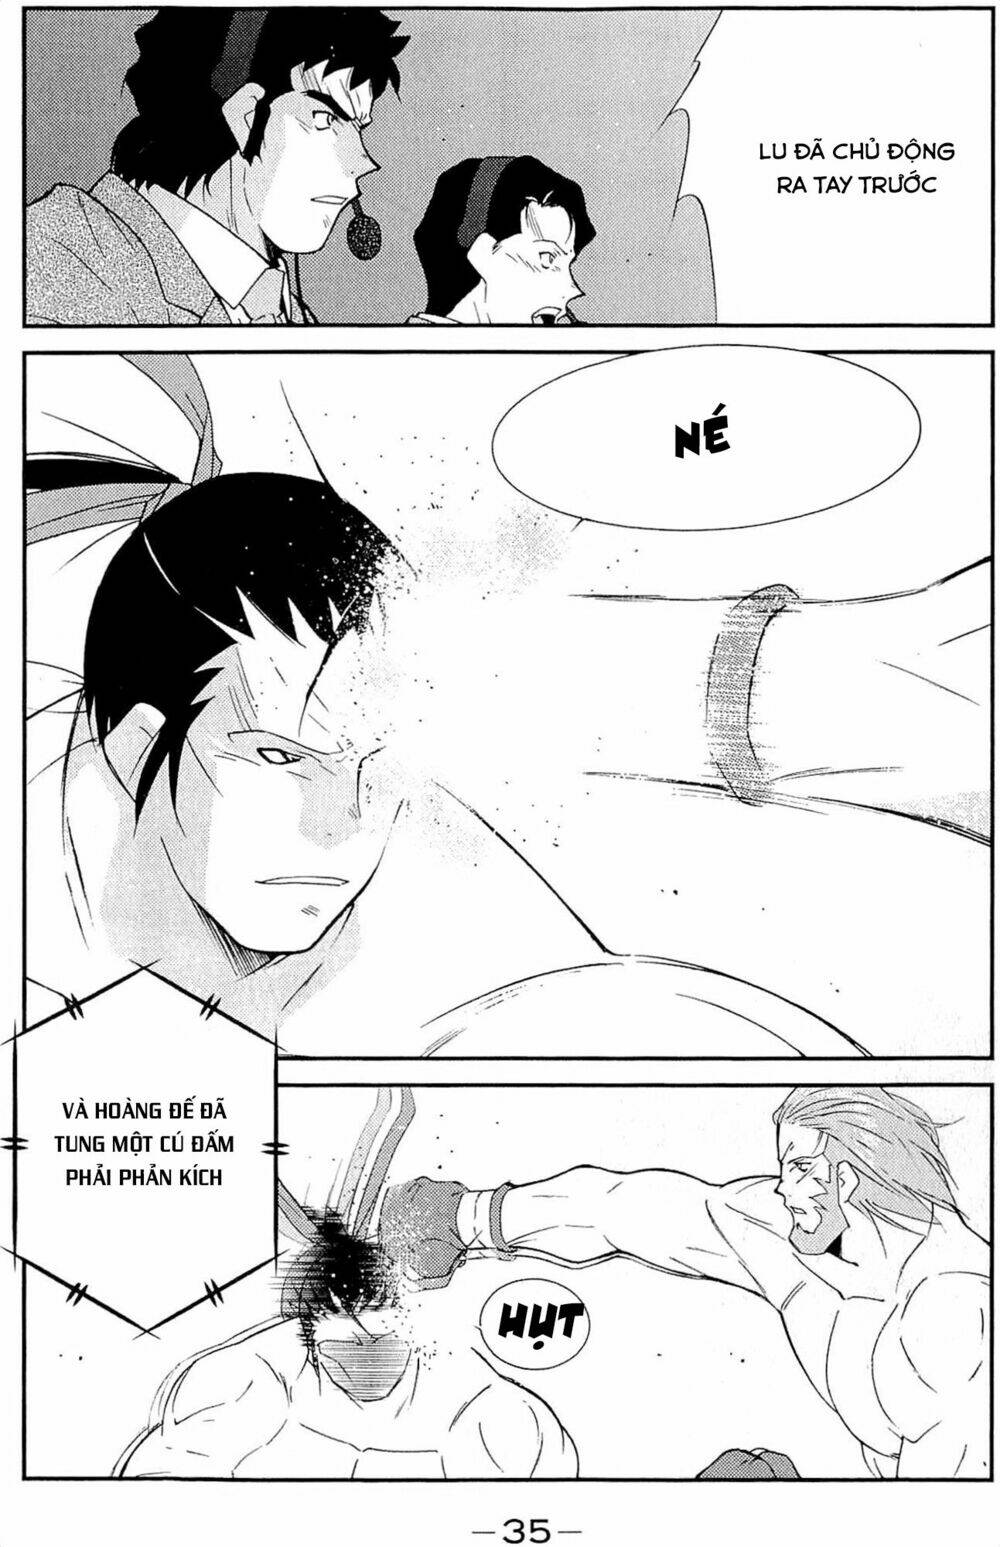 LU ĐÃ CHỦ ĐỘNG
RA TAY TRƯỚC
NÉ
VÀ HOÀNG ĐẾ ĐÃ
TUNG MỘT CÚ ĐẤM
PHẢI PHẢN KÍCH
HỤT
—35—